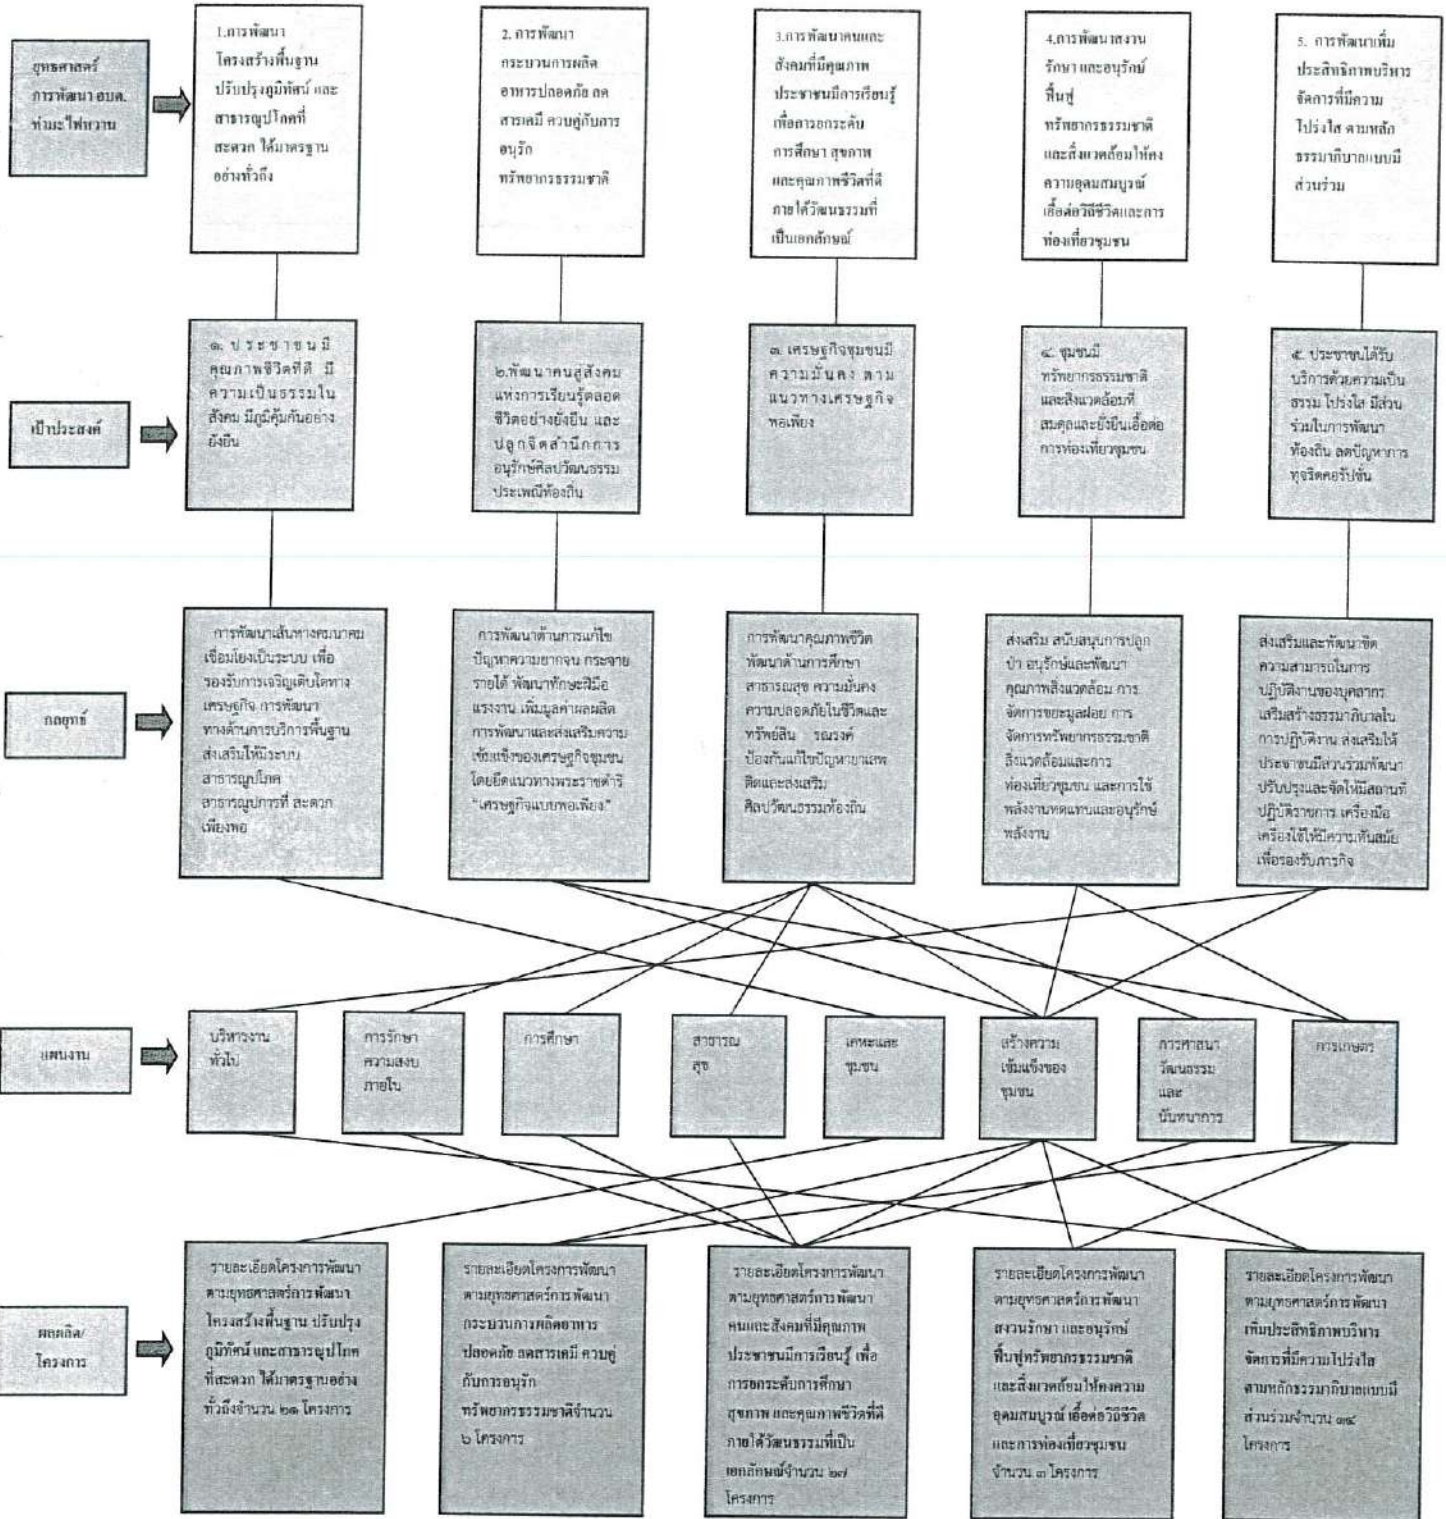 ยุทธศาสตร์
การพัฒนา อบต.
ท่ามะไฟหวาน
1.การพัฒนา
โครงสร้างพื้นฐาน
ปรับปรุงภูมิทัศน์ และ
สาธารณูปโภคที่
สะดวก ได้มาตรฐาน
อย่างทั่วถึง
2. การพัฒนา
กระบวนการผลิต
อาหารปลอดภัย ลด
สารเคมี ควบคู่กับการ
อนุรัก
ทรัพยากรธรรมชาติ
3.การพัฒนาคนและ
สังคมที่มีคุณภาพ
ประชาชนมีการเรียนรู้
เพื่อการยกระดับ
การศึกษา สุขภาพ
และคุณภาพชีวิตที่ดี
ภายใต้วัฒนธรรมที่
เป็นเอกลักษณ์
4.การพัฒนาสงวน
รักษา และอนุรักษ์
ฟื้นฟู
ทรัพยากรธรรมชาติ
และสิ่งแวดล้อมให้คง
ความอุดมสมบูรณ์
เอื้อต่อวิถีชีวิตและการ
ท่องเที่ยวชุมชน
5. การพัฒนาเพิ่ม
ประสิทธิภาพบริหาร
จัดการที่มีความ
โปร่งใส ตามหลัก
ธรรมาภิบาลแบบมี
ส่วนร่วม
เป้าประสงค์
๑. ประชาชนมี
คุณภาพชีวิตที่ดี มี
ความเป็นธรรมใน
สังคม มีภูมิคุ้มกันอย่าง
ยั่งยืน
๒.พัฒนาคนสู่สังคม
แห่งการเรียนรู้ตลอด
ชีวิตอย่างยั่งยืน และ
ปลูกจิตสำนึกการ
อนุรักษ์ศิลปวัฒนธรรม
ประเพณีท้องถิ่น
๓. เศรษฐกิจชุมชนมี
ความมั่นคง ตาม
แนวทางเศรษฐกิจ
พอเพียง
๔. ชุมชนมี
ทรัพยากรธรรมชาติ
และสิ่งแวดล้อมที่
สมดุลและยั่งยืนเอื้อต่อ
การท่องเที่ยวชุมชน
๕. ประชาชนได้รับ
บริการด้วยความเป็น
ธรรม โปร่งใส มีส่วน
ร่วมในการพัฒนา
ท้องถิ่น ลดปัญหาการ
ทุจริตคอรัปชั่น
กลยุทธ์
การพัฒนาเส้นทางคมนาคม
เชื่อมโยงเป็นระบบ เพื่อ
รองรับการเจริญเติบโตทาง
เศรษฐกิจ การพัฒนา
ทางด้านการบริการพื้นฐาน
ส่งเสริมให้มีระบบ
สาธารณูปโภค
สาธารณูปการที่ สะดวก
เพียงพอ
การพัฒนาด้านการแก้ไข
ปัญหาความยากจน กระจาย
รายได้ พัฒนาทักษะฝีมือ
แรงงาน เพิ่มมูลค่าผลผลิต
การพัฒนาและส่งเสริมความ
เข้มแข็งของเศรษฐกิจชุมชน
โดยยึดแนวทางพระราชดำริ
"เศรษฐกิจแบบพอเพียง"
การพัฒนาคุณภาพชีวิต
พัฒนาด้านการศึกษา
สาธารณสุข ความมั่นคง
ความปลอดภัยในชีวิตและ
ทรัพย์สิน รณรงค์
ป้องกันแก้ไขปัญหายาเสพ
ติดและส่งเสริม
ศิลปวัฒนธรรมท้องถิ่น
ส่งเสริม สนับสนุนการปลูก
ป่า อนุรักษ์และพัฒนา
คุณภาพสิ่งแวดล้อม การ
จัดการขยะมูลฝอย การ
จัดการทรัพยากรธรรมชาติ
สิ่งแวดล้อมและการ
ท่องเที่ยวชุมชน และการใช้
พลังงานทดแทนและอนุรักษ์
พลังงาน
ส่งเสริมและพัฒนาขีด
ความสามารถในการ
ปฏิบัติงานของบุคลากร
เสริมสร้างธรรมาภิบาลใน
การปฏิบัติงาน ส่งเสริมให้
ประชาชนมีส่วนร่วมพัฒนา
ปรับปรุงและจัดให้มีสถานที่
ปฏิบัติราชการ เครื่องมือ
เครื่องใช้ให้มีความทันสมัย
เพื่อรองรับภารกิจ
แผนงาน
บริหารงาน
ทั่วไป
การรักษา
ความสงบ
ภายใน
การศึกษา
สาธารณ
สุข
เคหะและ
ชุมชน
สร้างความ
เข้มแข็งของ
ชุมชน
การศาสนา
วัฒนธรรม
และ
นันทนาการ
การเกษตร
ผลผลิต/
โครงการ
รายละเอียดโครงการพัฒนา
ตามยุทธศาสตร์การพัฒนา
โครงสร้างพื้นฐาน ปรับปรุง
ภูมิทัศน์ และสาธารณูปโภค
ที่สะดวก ได้มาตรฐานอย่าง
ทั่วถึงจำนวน ๒๑ โครงการ
รายละเอียดโครงการพัฒนา
ตามยุทธศาสตร์การพัฒนา
กระบวนการผลิตอาหาร
ปลอดภัย ลดสารเคมี ควบคู่
กับการอนุรัก
ทรัพยากรธรรมชาติจำนวน
๖ โครงการ
รายละเอียดโครงการพัฒนา
ตามยุทธศาสตร์การพัฒนา
คนและสังคมที่มีคุณภาพ
ประชาชนมีการเรียนรู้ เพื่อ
การยกระดับการศึกษา
สุขภาพ และคุณภาพชีวิตที่ดี
ภายใต้วัฒนธรรมที่เป็น
เอกลักษณ์จำนวน ๒๗
โครงการ
รายละเอียดโครงการพัฒนา
ตามยุทธศาสตร์การพัฒนา
สงวนรักษา และอนุรักษ์
ฟื้นฟูทรัพยากรธรรมชาติ
และสิ่งแวดล้อมให้คงความ
อุดมสมบูรณ์ เอื้อต่อวิถีชีวิต
และการท่องเที่ยวชุมชน
จำนวน ๓ โครงการ
รายละเอียดโครงการพัฒนา
ตามยุทธศาสตร์การพัฒนา
เพิ่มประสิทธิภาพบริหาร
จัดการที่มีความโปร่งใส
ตามหลักธรรมาภิบาลแบบมี
ส่วนร่วมจำนวน ๑๔
โครงการ